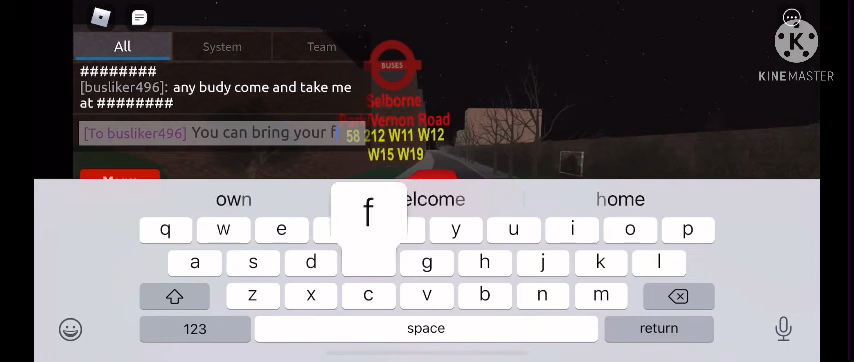 All System Team
########
[busliker496]: any budy come and take me
at ########
[To busliker496] You can bring your f
BUSES
Selborne
Park/Vernon Road
58 212 W11 W12
W15 W19
K
KINEMASTER
own elcome home
f
q w e y u i o p
a s d g h j k l
z x c v b n m
123 space return